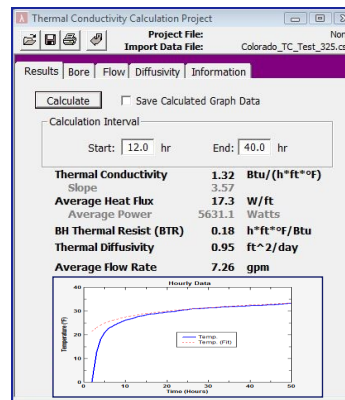 Thermal Conductivity Calculation Project
Project File: Non
Import Data File: Colorado_TC_Test_325.cs
Results Bore Flow Diffusivity Information
Calculate Save Calculated Graph Data
Calculation Interval
Start: 12.0 hr End: 40.0 hr
Thermal Conductivity 1.32 Btu/(h*ft*°F)
Slope 3.57
Average Heat Flux 17.3 W/ft
Average Power 5631.1 Watts
BH Thermal Resist (BTR) 0.18 h*ft*°F/Btu
Thermal Diffusivity 0.95 ft^2/day
Average Flow Rate 7.26 gpm
Hourly Data
40
30
20
10
0
Temperature (°F)
Temp.
Temp. (Fit)
0 10 20 30 40 50
Time (Hours)